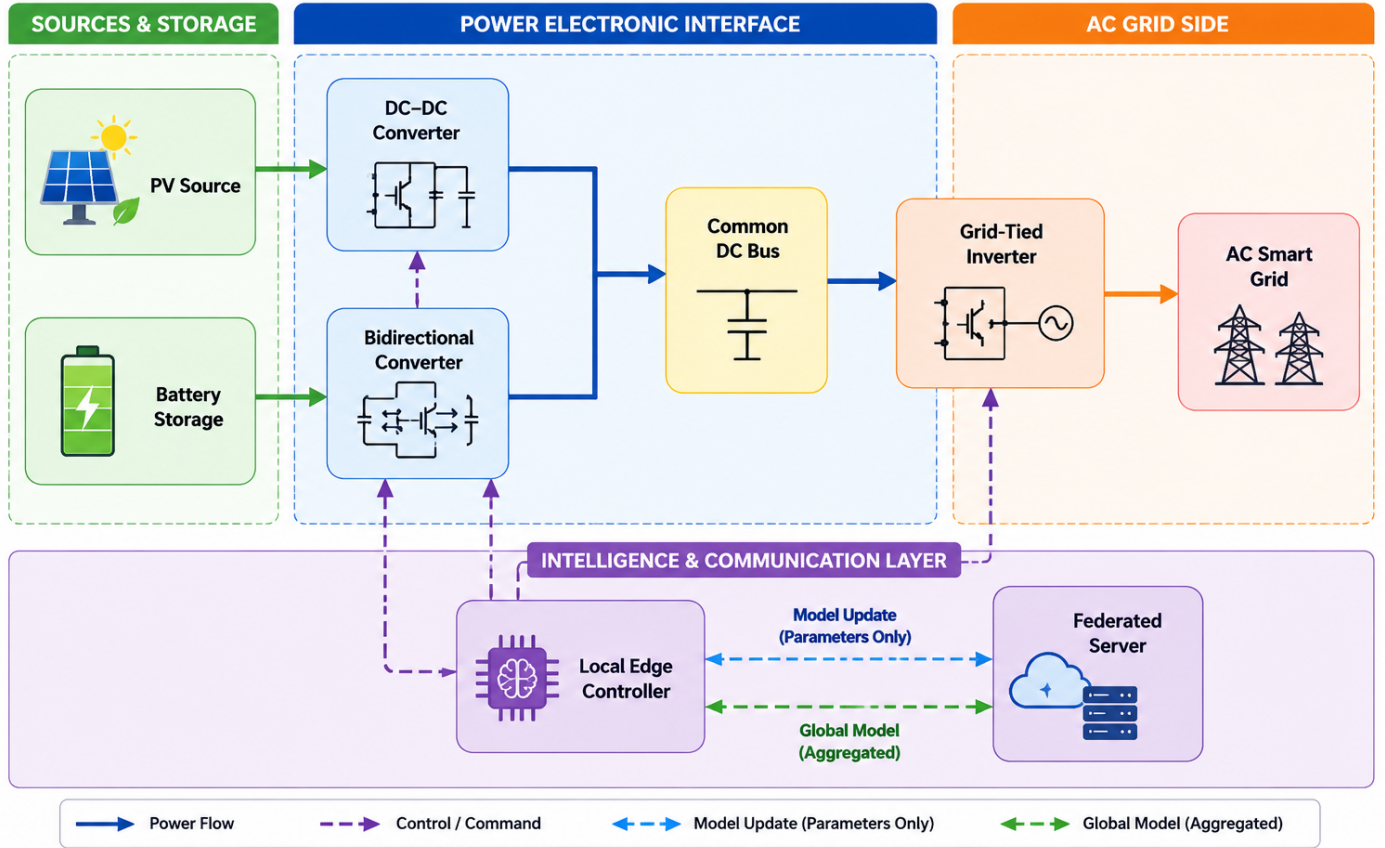 SOURCES & STORAGE
POWER ELECTRONIC INTERFACE
AC GRID SIDE
PV Source
DC–DC
Converter
Battery
Storage
Bidirectional
Converter
Common
DC Bus
Grid-Tied
Inverter
AC Smart
Grid
INTELLIGENCE & COMMUNICATION LAYER
Local Edge
Controller
Model Update
(Parameters Only)
Global Model
(Aggregated)
Federated
Server
Power Flow
Control / Command
Model Update (Parameters Only)
Global Model (Aggregated)